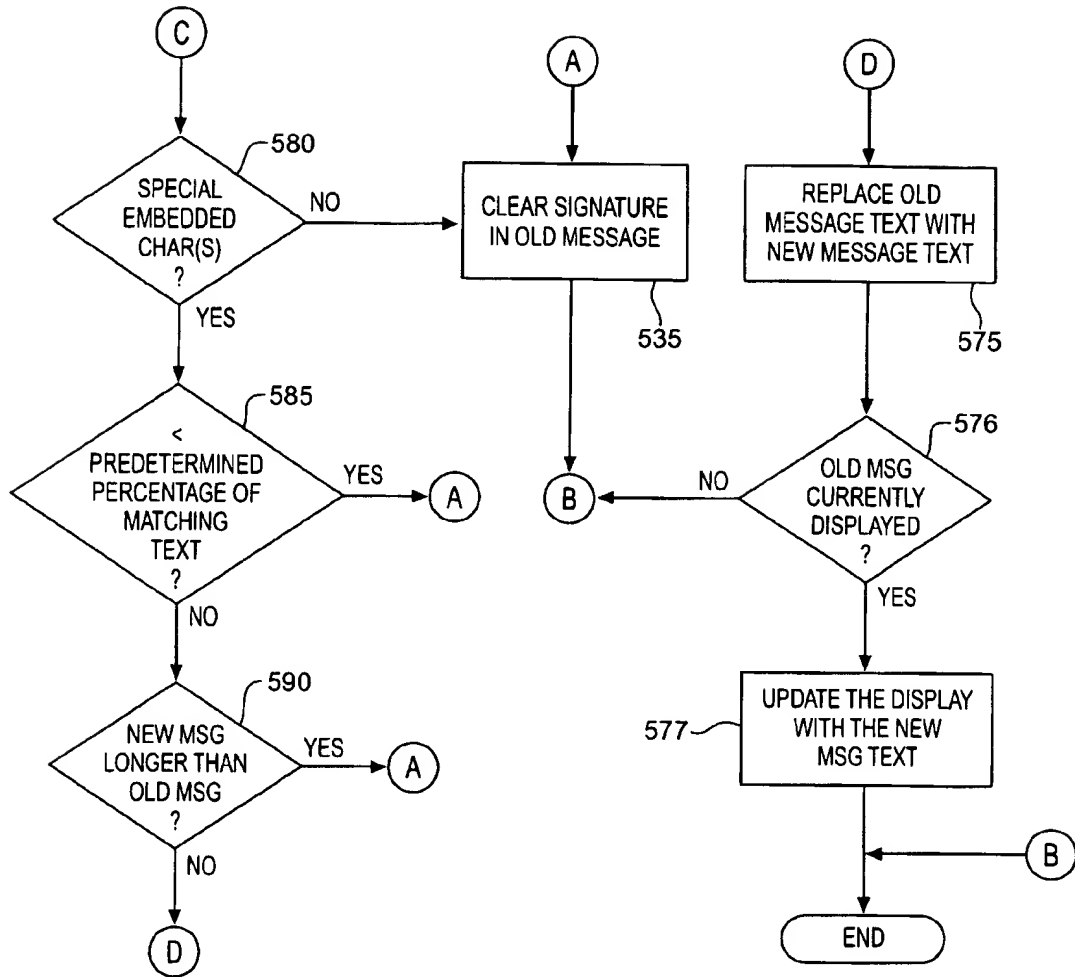 C
580
SPECIAL
EMBEDDED
CHAR(S)
?
NO
YES
585
<
PREDETERMINED
PERCENTAGE OF
MATCHING
TEXT
?
YES
A
NO
590
NEW MSG
LONGER THAN
OLD MSG
?
YES
A
NO
D
A
CLEAR SIGNATURE
IN OLD MESSAGE
535
B
D
REPLACE OLD
MESSAGE TEXT WITH
NEW MESSAGE TEXT
575
576
OLD MSG
CURRENTLY
DISPLAYED
?
NO
YES
577
UPDATE THE DISPLAY
WITH THE NEW
MSG TEXT
B
END